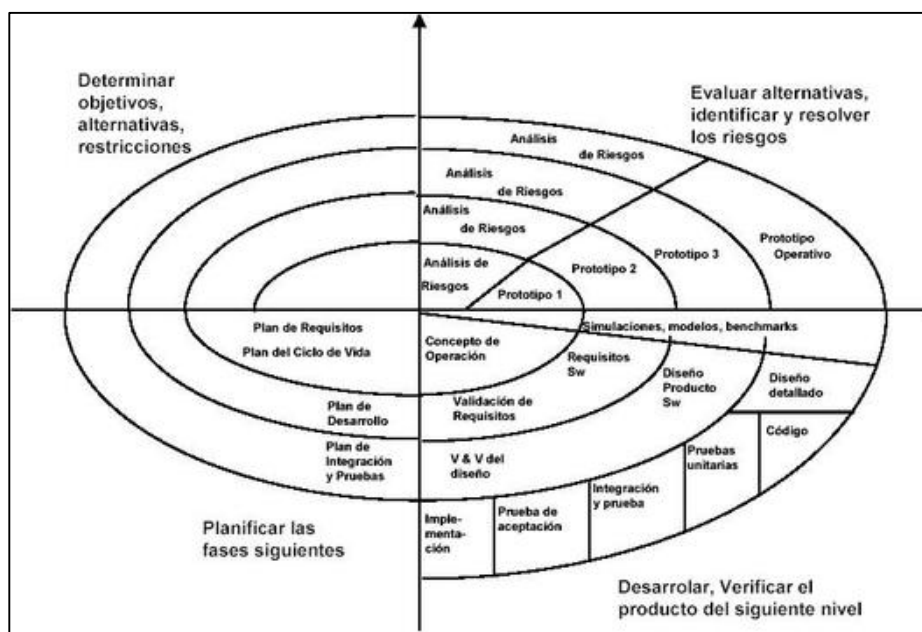 Determinar
objetivos,
alternativas,
restricciones
Evaluar alternativas,
identificar y resolver
los riesgos
Análisis
de Riesgos
Análisis
de Riesgos
Análisis
de Riesgos
Análisis de
Riesgos
Prototipo 1
Prototipo 2
Prototipo 3
Prototipo
Operativo
Simulaciones, modelos, benchmarks
Plan de Requisitos
Plan del Ciclo de Vida
Concepto de
Operación
Requisitos
Sw
Diseño
Producto
Sw
Diseño
detallado
Plan de
Desarrollo
Validación de
Requisitos
Código
Plan de
Integración
y Pruebas
V & V del
diseño
Pruebas
unitarias
Integración
y prueba
Prueba de
aceptación
Imple-
menta-
ción
Planificar las
fases siguientes
Desarrolar, Verificar el
producto del siguiente nivel